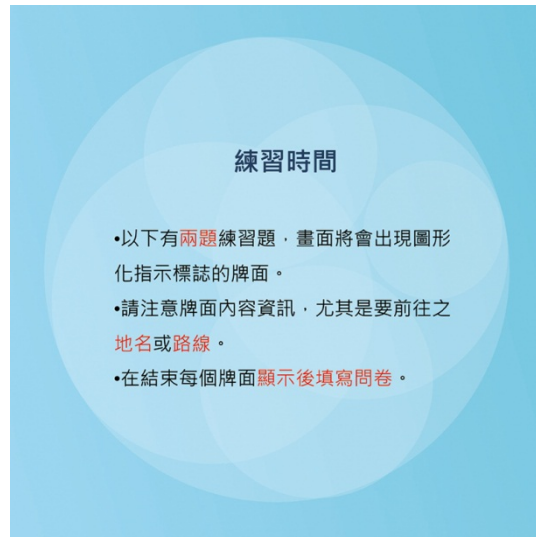 練習時間
•以下有兩題練習題，畫面將會出現圖形
化指示標誌的牌面。
•請注意牌面內容資訊，尤其是要前往之
地名或路線。
•在結束每個牌面顯示後填寫問卷。